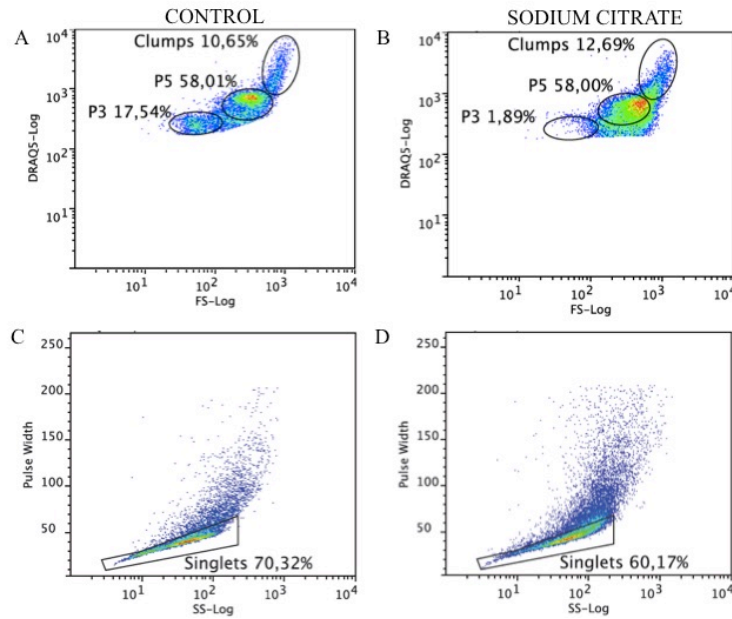 CONTROL
SODIUM CITRATE
A
10⁴
Clumps 10,65%
P5 58,01%
10³
P3 17,54%
10²
10¹
DRAQ5-Log
10¹ 10² 10³ 10⁴
FS-Log
B
10⁴
Clumps 12,69%
P5 58,00%
10³
P3 1,89%
10²
10¹
DRAQ5-Log
10¹ 10² 10³ 10⁴
FS-Log
C
250
200
150
100
50
Pulse Width
Singlets 70,32%
10¹ 10² 10³ 10⁴
SS-Log
D
250
200
150
100
50
Pulse Width
Singlets 60,17%
10¹ 10² 10³ 10⁴
SS-Log